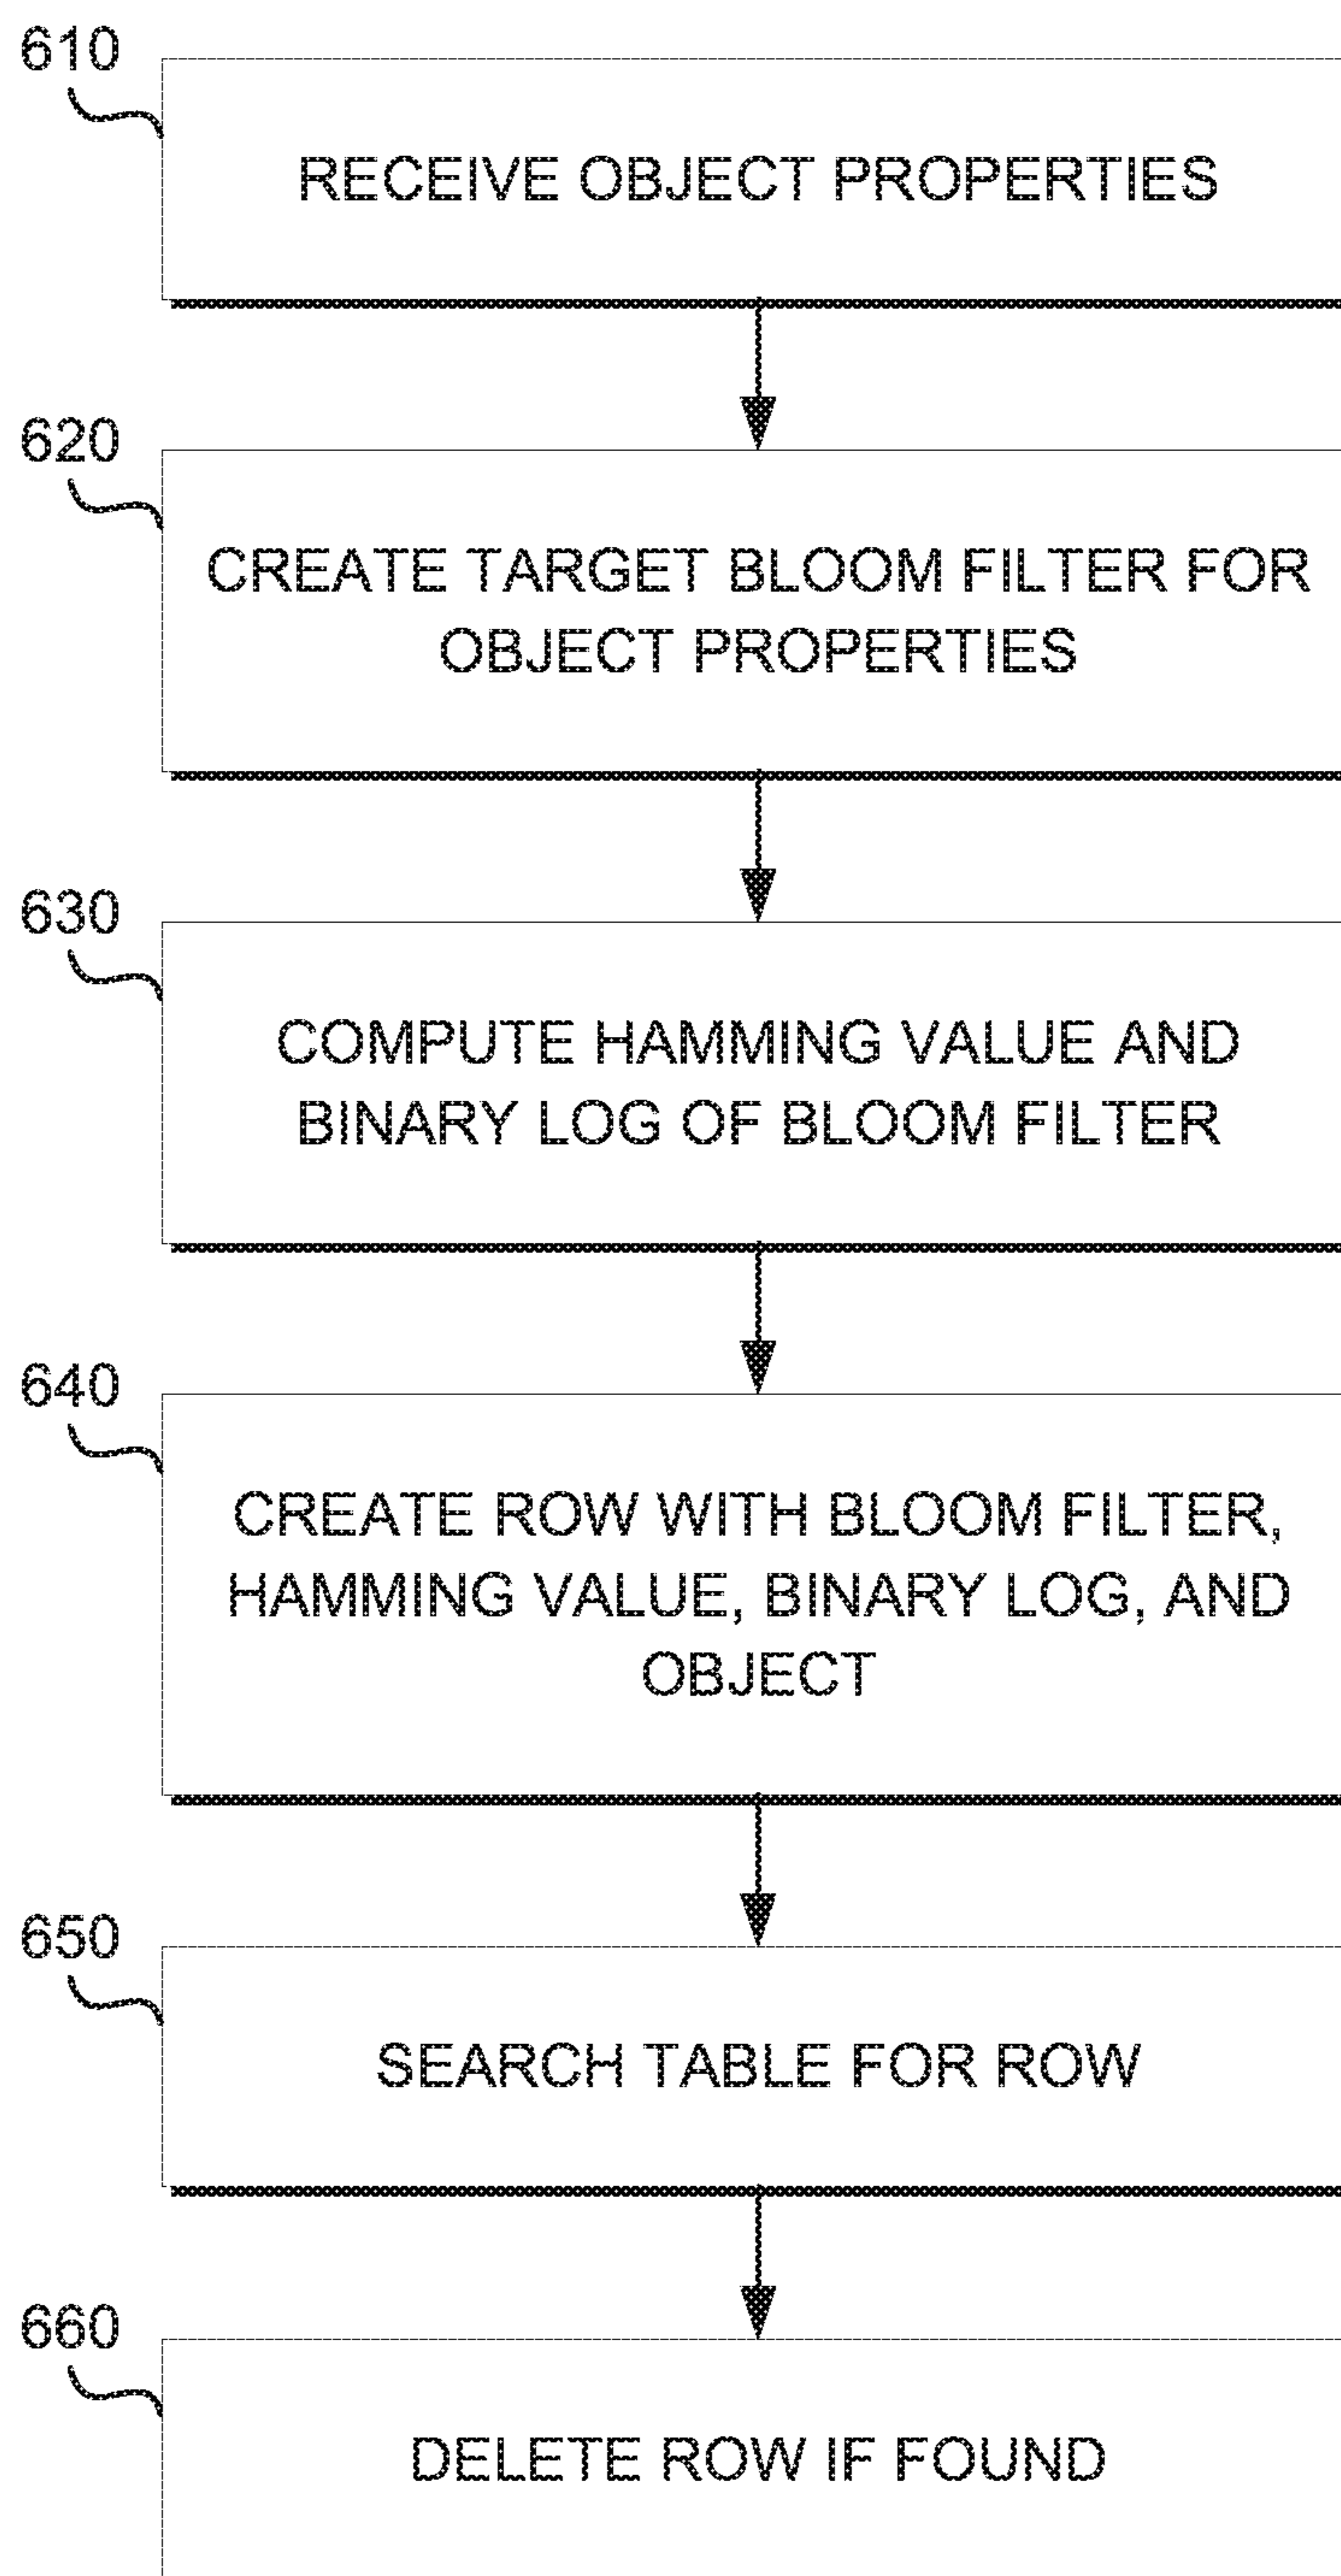 610
RECEIVE OBJECT PROPERTIES
620
CREATE TARGET BLOOM FILTER FOR
OBJECT PROPERTIES
630
COMPUTE HAMMING VALUE AND
BINARY LOG OF BLOOM FILTER
640
CREATE ROW WITH BLOOM FILTER,
HAMMING VALUE, BINARY LOG, AND
OBJECT
650
SEARCH TABLE FOR ROW
660
DELETE ROW IF FOUND